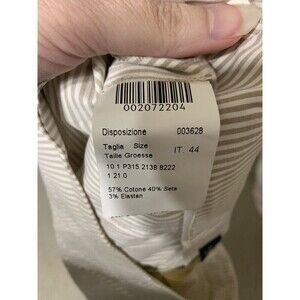 002072204
Disposizione 003628
Taglia Size IT. 44
Taille Groesse
10 1 P315 2138 8222
1 21 0
57% Cotone 40% Seta
3% Elastan